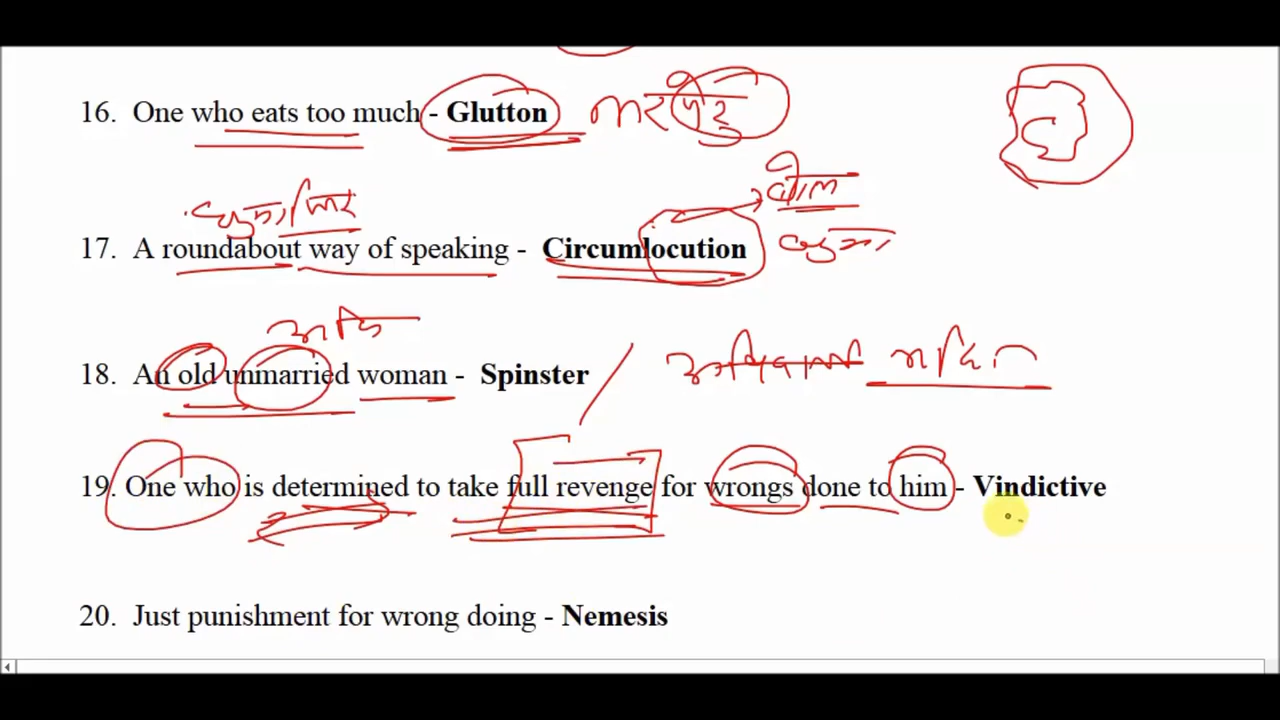 16. One who eats too much - Glutton
17. A roundabout way of speaking - Circumlocution
18. An old unmarried woman - Spinster
19. One who is determined to take full revenge for wrongs done to him - Vindictive
20. Just punishment for wrong doing - Nemesis